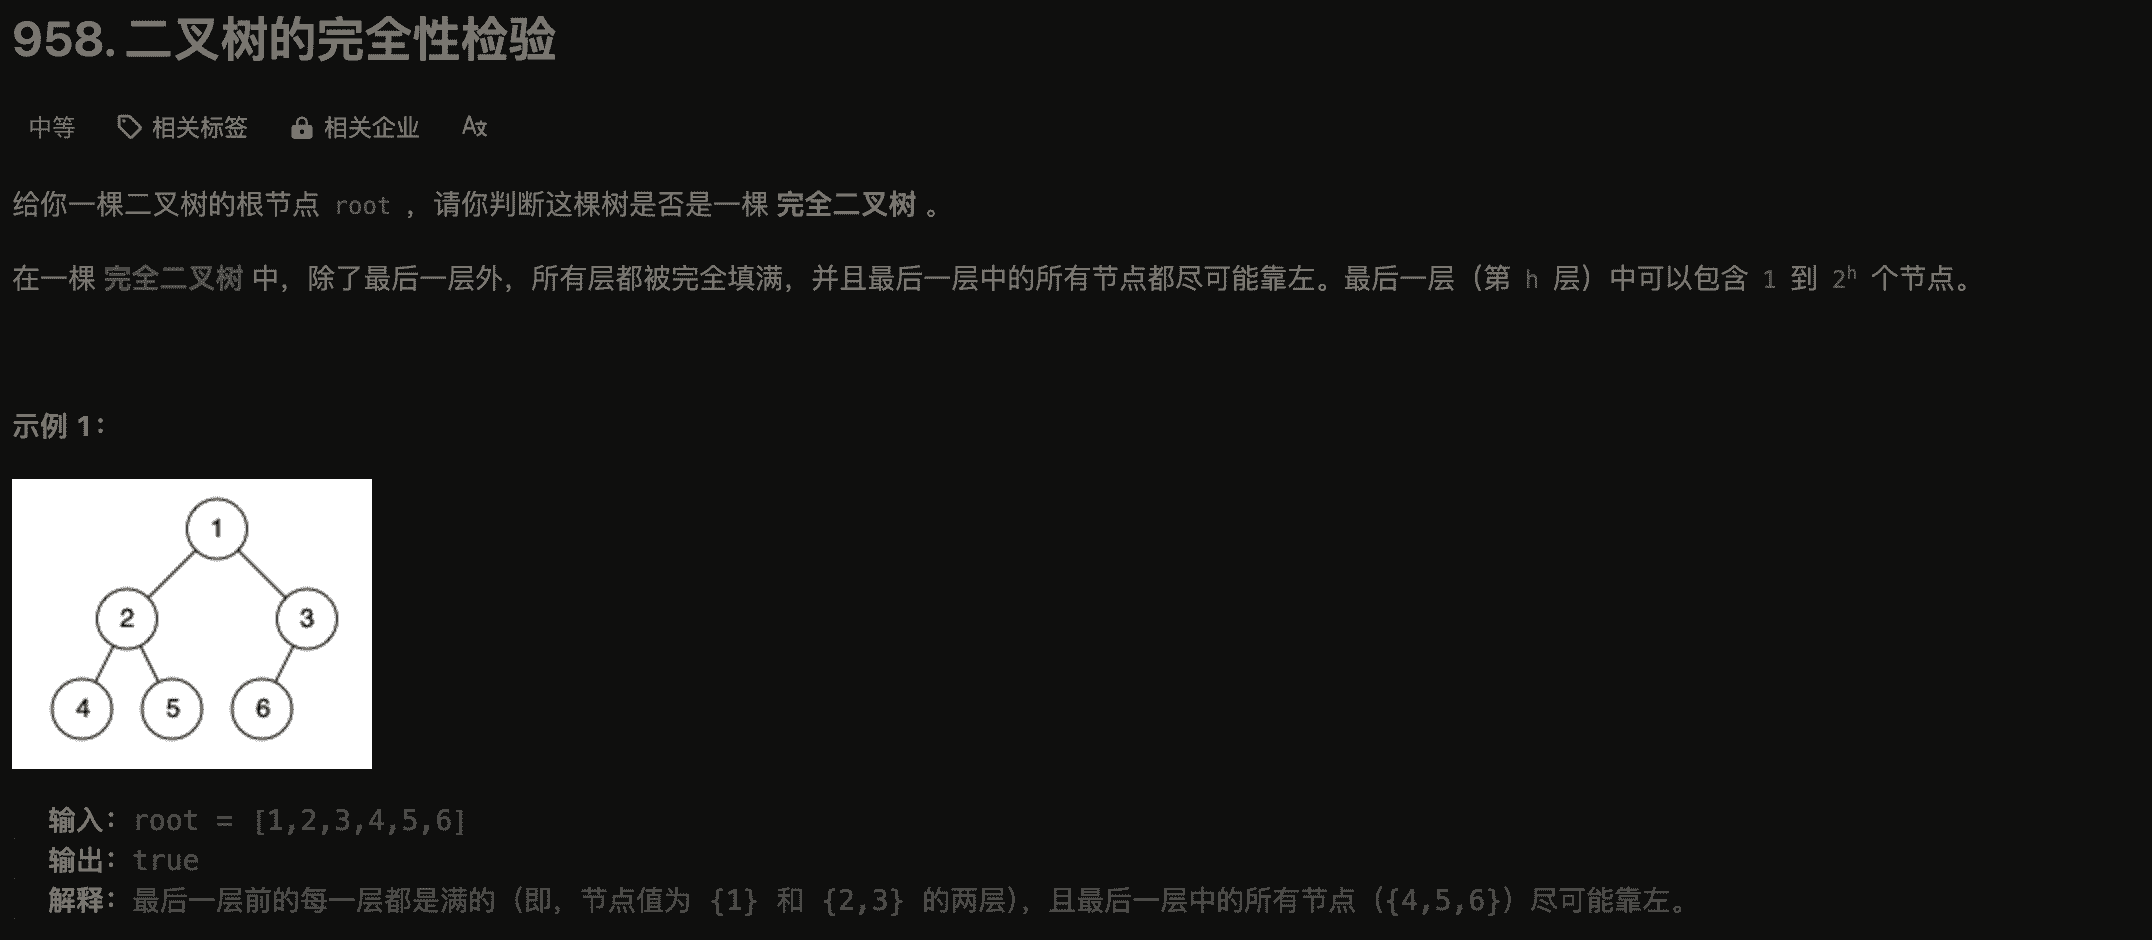 958. 二叉树的完全性检验
中等 相关标签 相关企业 A文
给你一棵二叉树的根节点 root ，请你判断这棵树是否是一棵 完全二叉树 。
在一棵 完全二叉树 中，除了最后一层外，所有层都被完全填满，并且最后一层中的所有节点都尽可能靠左。最后一层（第 h 层）中可以包含 1 到 2ʰ 个节点。
示例 1：
1
2 3
4 5 6
输入：root = [1,2,3,4,5,6]
输出：true
解释：最后一层前的每一层都是满的（即，节点值为 {1} 和 {2,3} 的两层），且最后一层中的所有节点（{4,5,6}）尽可能靠左。